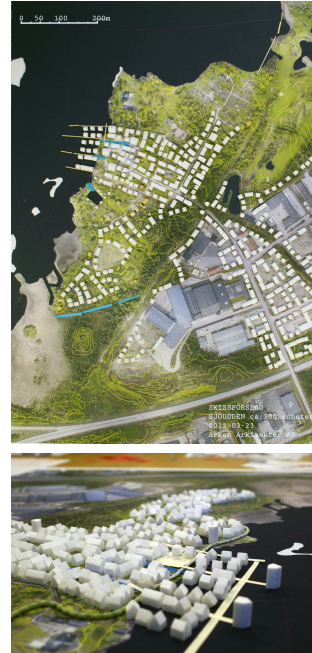 0 50 100 200m
SKISSFÖRSLAG
SJÖUDDEN ca:300 enheter
2012-03-23
Arken Arkitekter AB